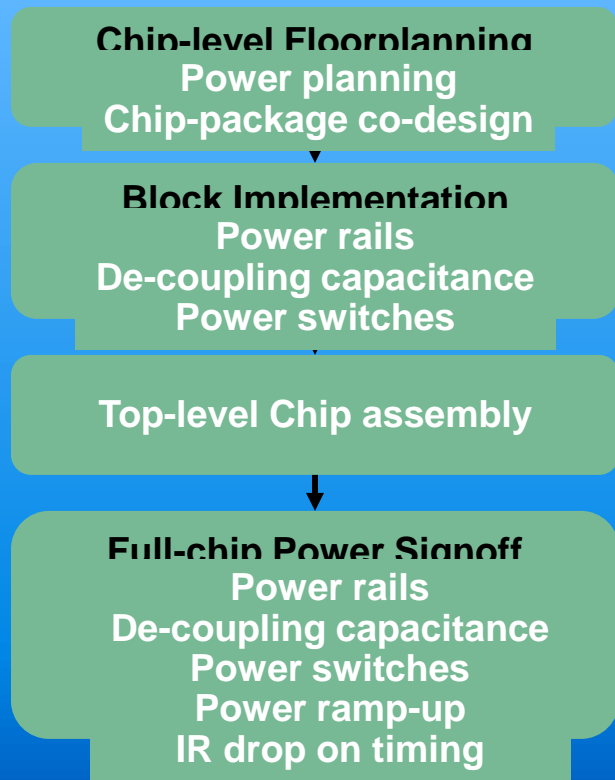 Chip-level Floorplanning
Power planning
Chip-package co-design
Block Implementation
Power rails
De-coupling capacitance
Power switches
Top-level Chip assembly
Full-chip Power Signoff
Power rails
De-coupling capacitance
Power switches
Power ramp-up
IR drop on timing